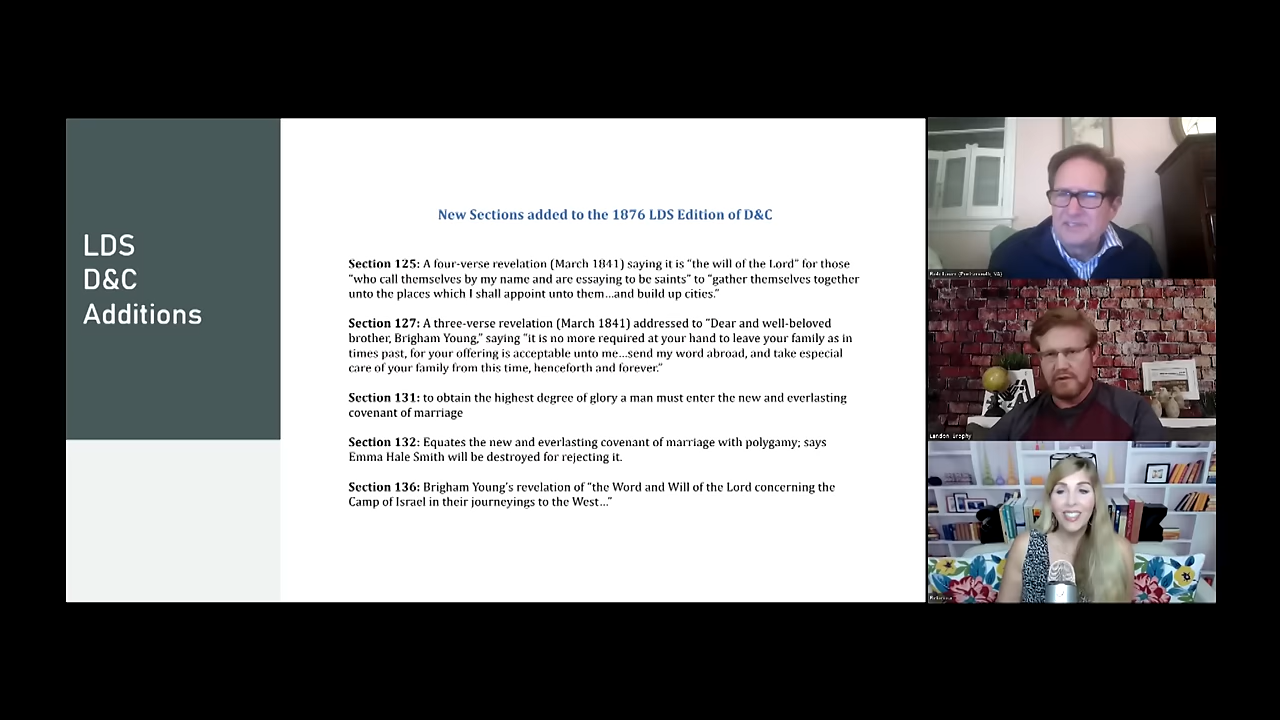 LDS
D&C
Additions
New Sections added to the 1876 LDS Edition of D&C
Section 125: A four-verse revelation (March 1841) saying it is “the will of the Lord” for those
“who call themselves by my name and are essaying to be saints” to “gather themselves together
unto the places which I shall appoint unto them…and build up cities.”
Section 127: A three-verse revelation (March 1841) addressed to “Dear and well-beloved
brother, Brigham Young,” saying “it is no more required at your hand to leave your family as in
times past, for your offering is acceptable unto me…send my word abroad, and take especial
care of your family from this time, henceforth and forever.”
Section 131: to obtain the highest degree of glory a man must enter the new and everlasting
covenant of marriage
Section 132: Equates the new and everlasting covenant of marriage with polygamy; says
Emma Hale Smith will be destroyed for rejecting it.
Section 136: Brigham Young’s revelation of “the Word and Will of the Lord concerning the
Camp of Israel in their journeyings to the West…”
Landon Brophy